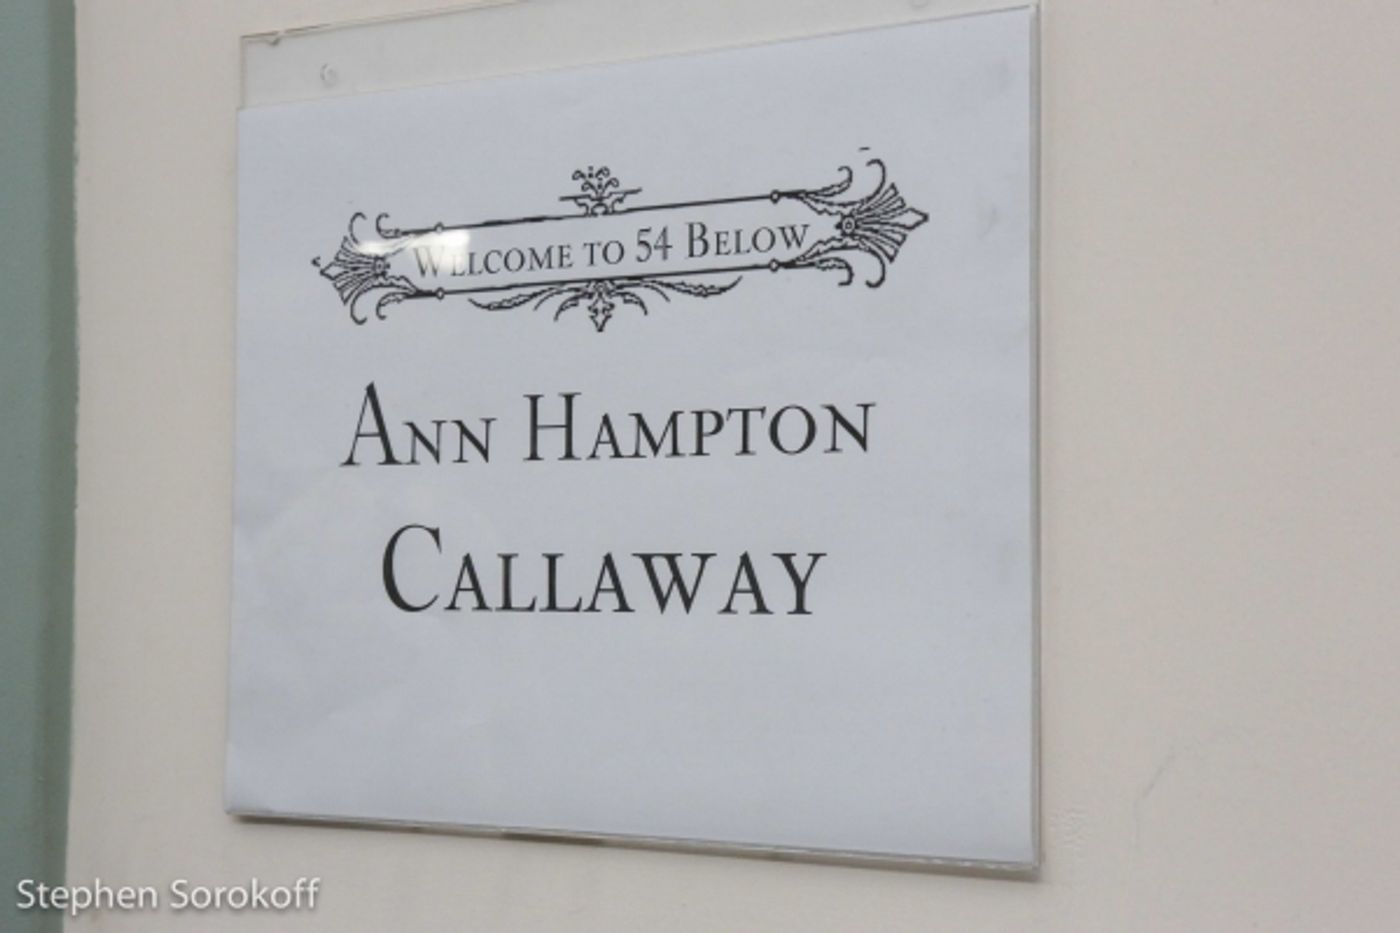 WELCOME TO 54 BELOW
ANN HAMPTON
CALLAWAY
Stephen Sorokoff